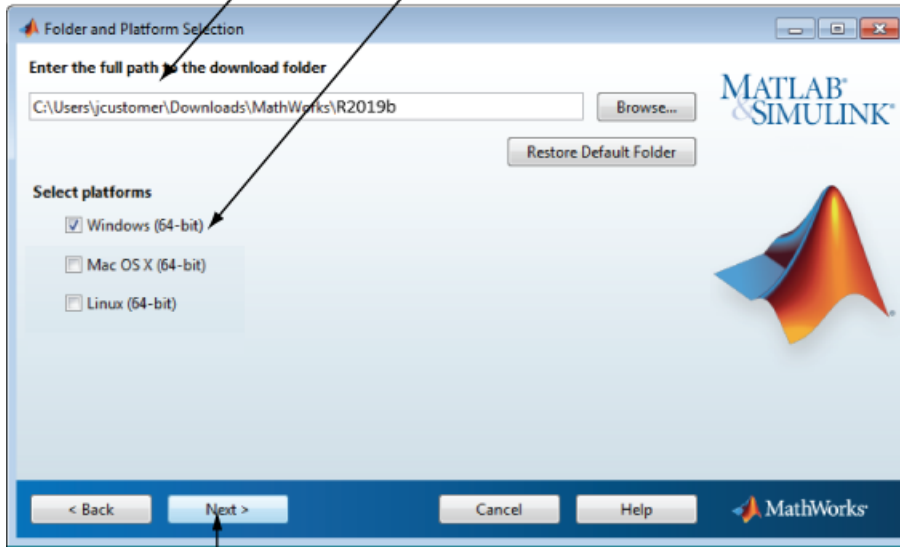 Folder and Platform Selection
Enter the full path to the download folder
C:\Users\jcustomer\Downloads\MathWorks\R2019b
Browse...
MATLAB®
&SIMULINK®
Restore Default Folder
Select platforms
Windows (64-bit)
Mac OS X (64-bit)
Linux (64-bit)
< Back
Next >
Cancel
Help
MathWorks®